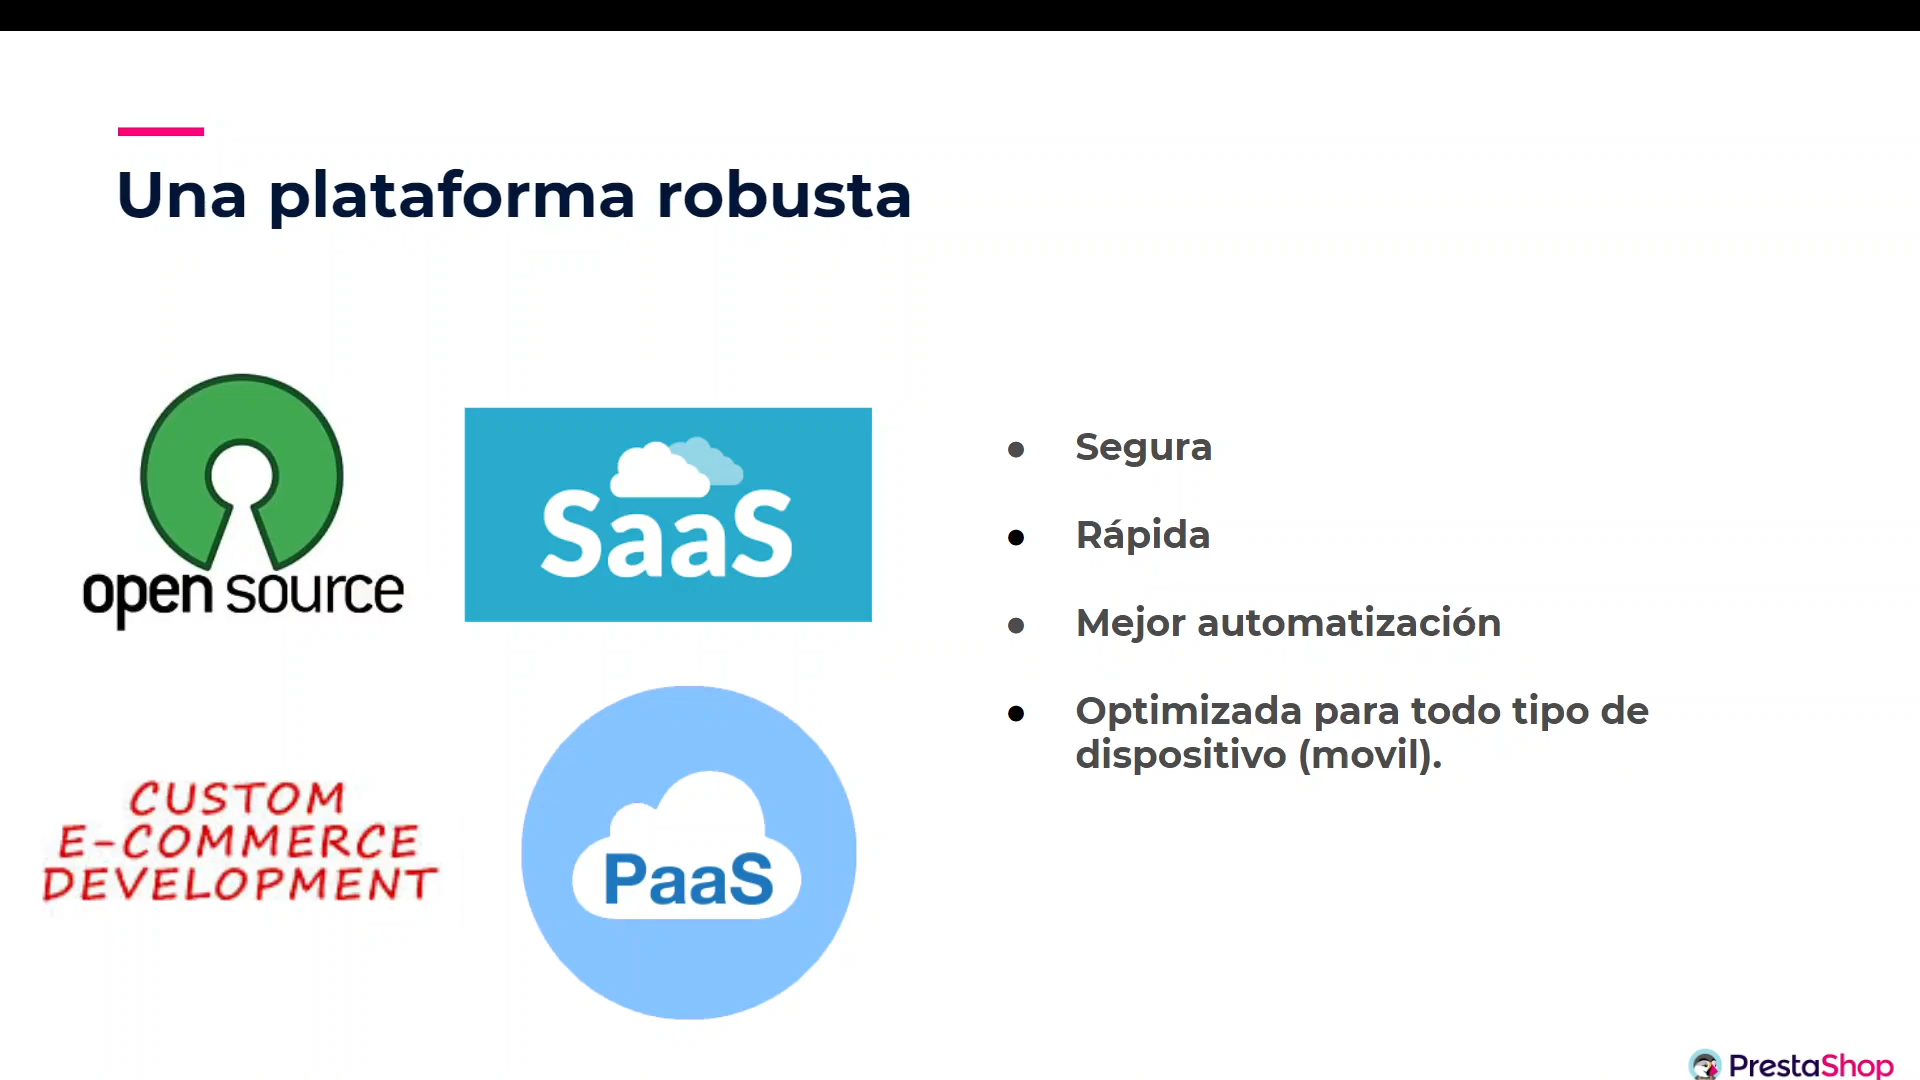 Una plataforma robusta
open source
SaaS
CUSTOM
E-COMMERCE
DEVELOPMENT
PaaS
● Segura
● Rápida
● Mejor automatización
● Optimizada para todo tipo de
dispositivo (movil).
PrestaShop